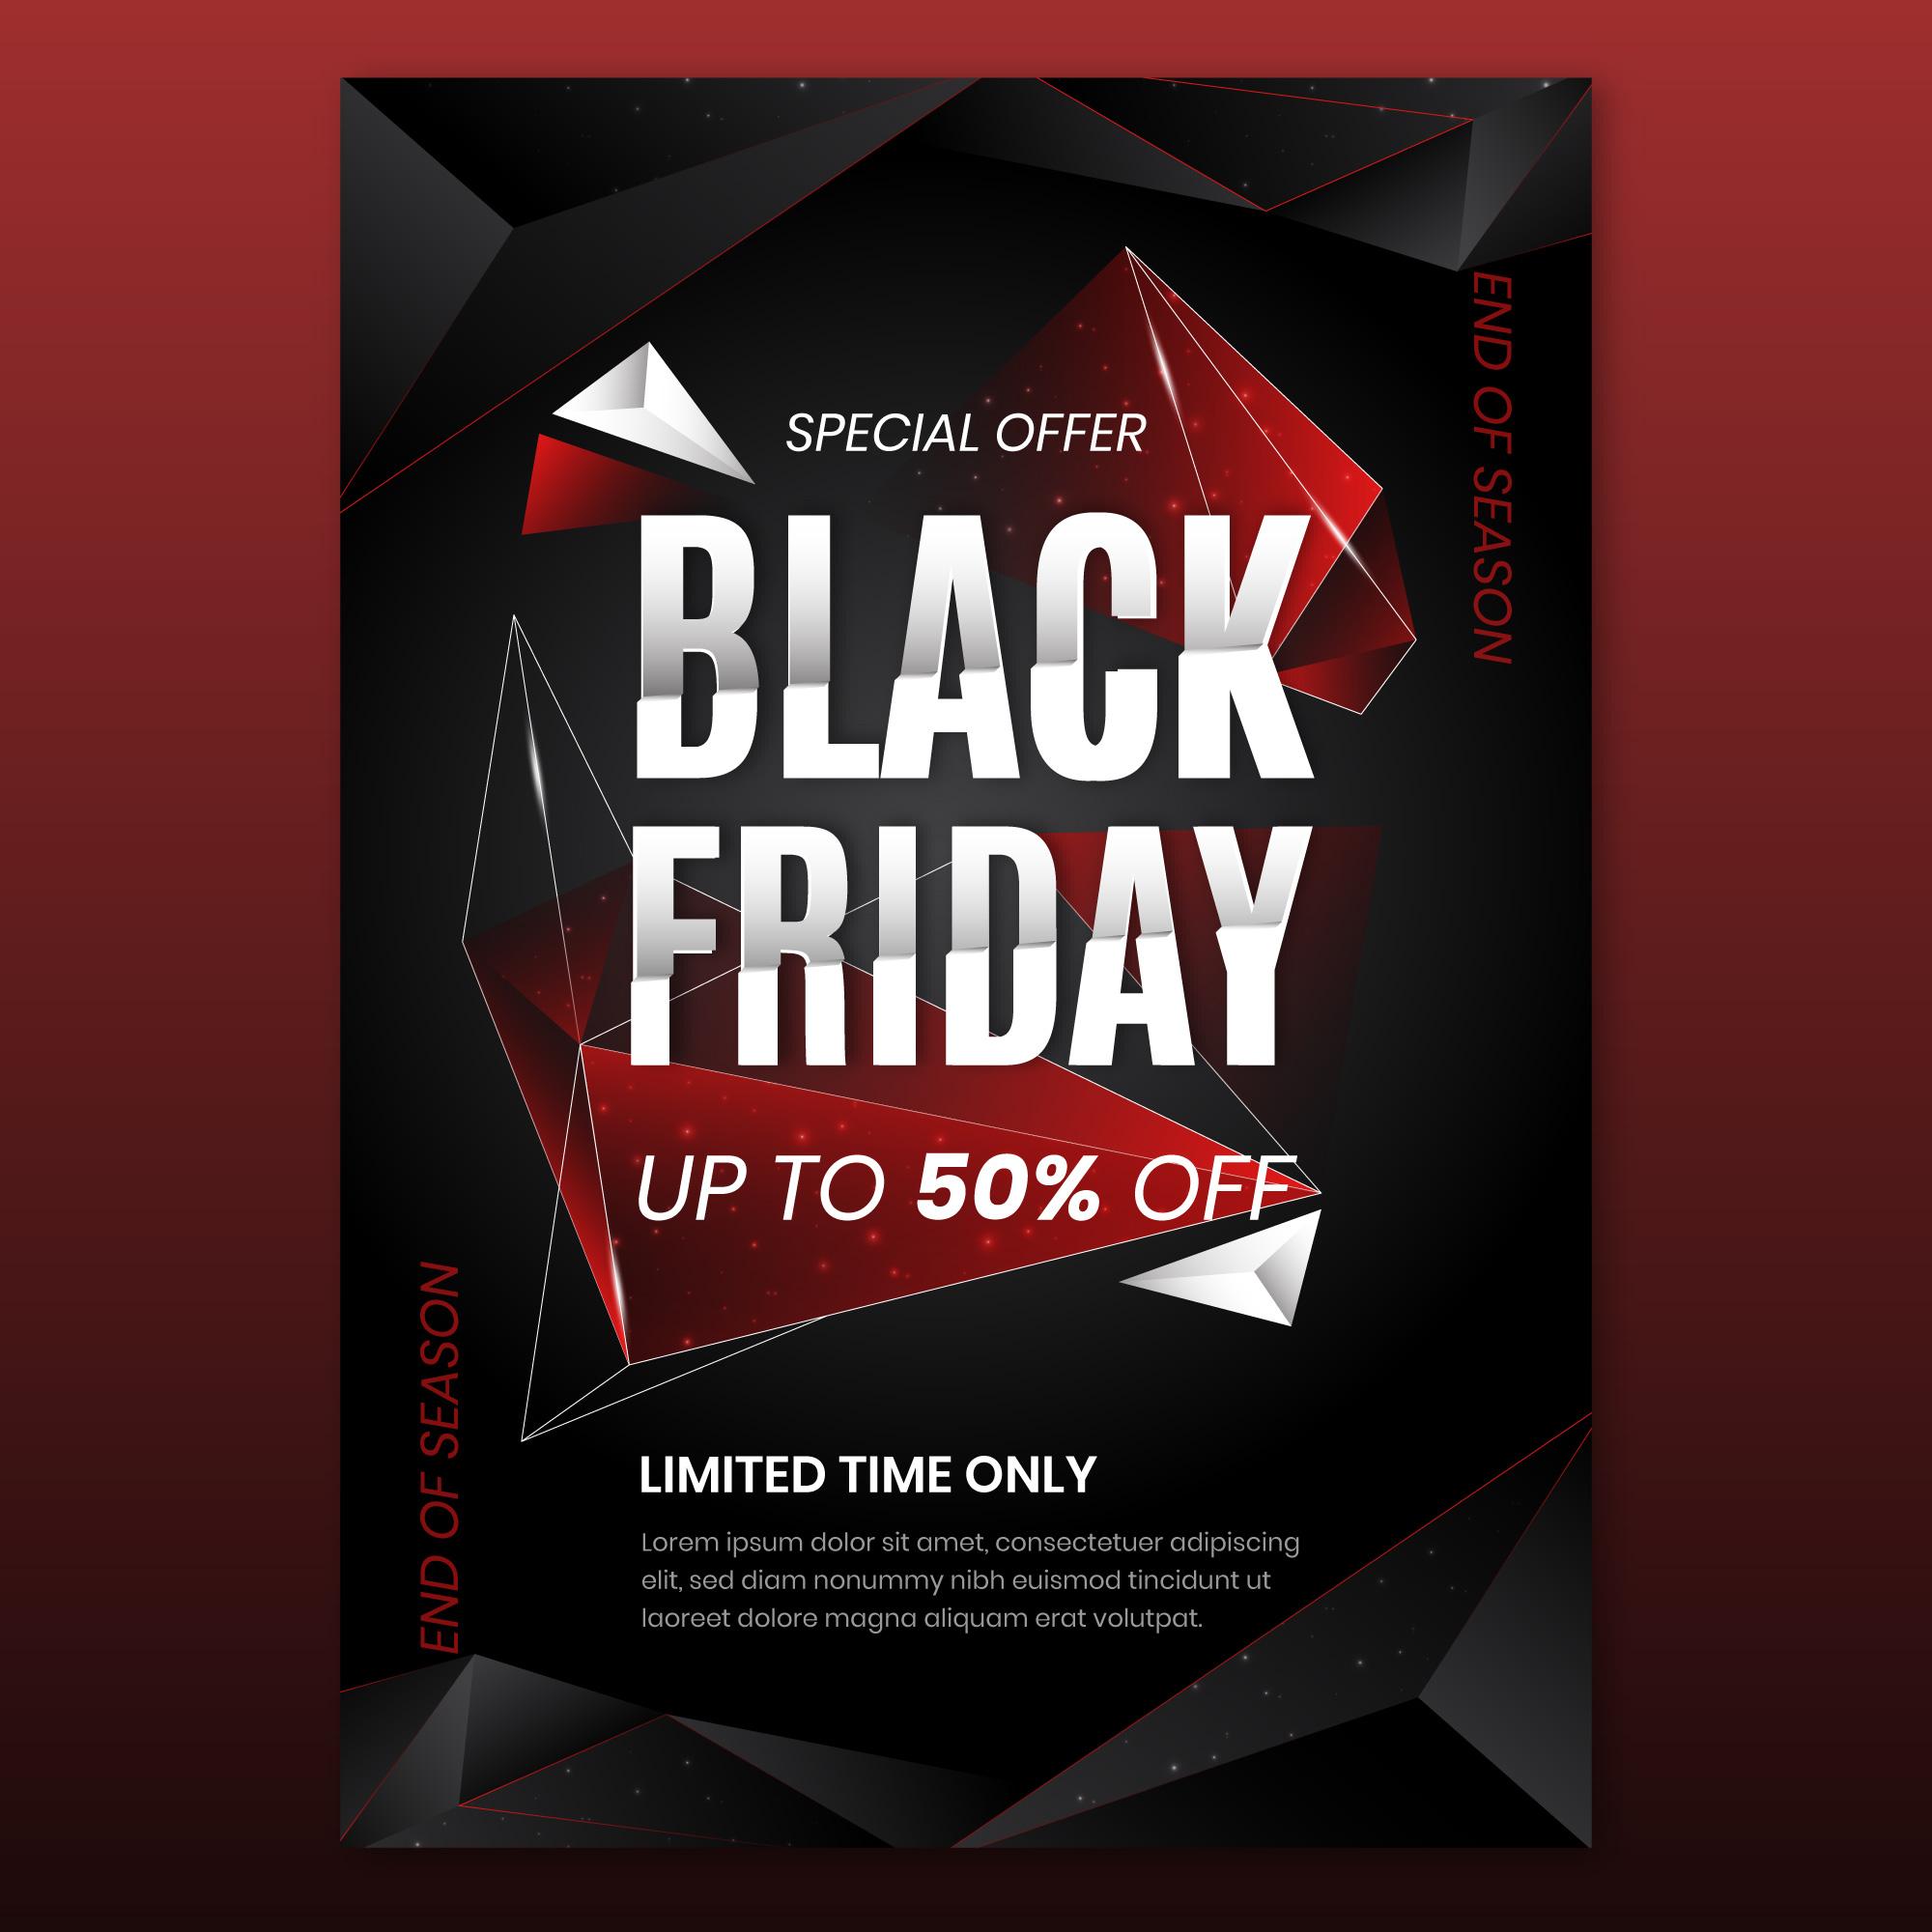 END OF SEASON
SPECIAL OFFER
BLACK
FRIDAY
UP TO 50% OFF
END OF SEASON
LIMITED TIME ONLY
Lorem ipsum dolor sit amet, consectetuer adipiscing
elit, sed diam nonummy nibh euismod tincidunt ut
laoreet dolore magna aliquam erat volutpat.